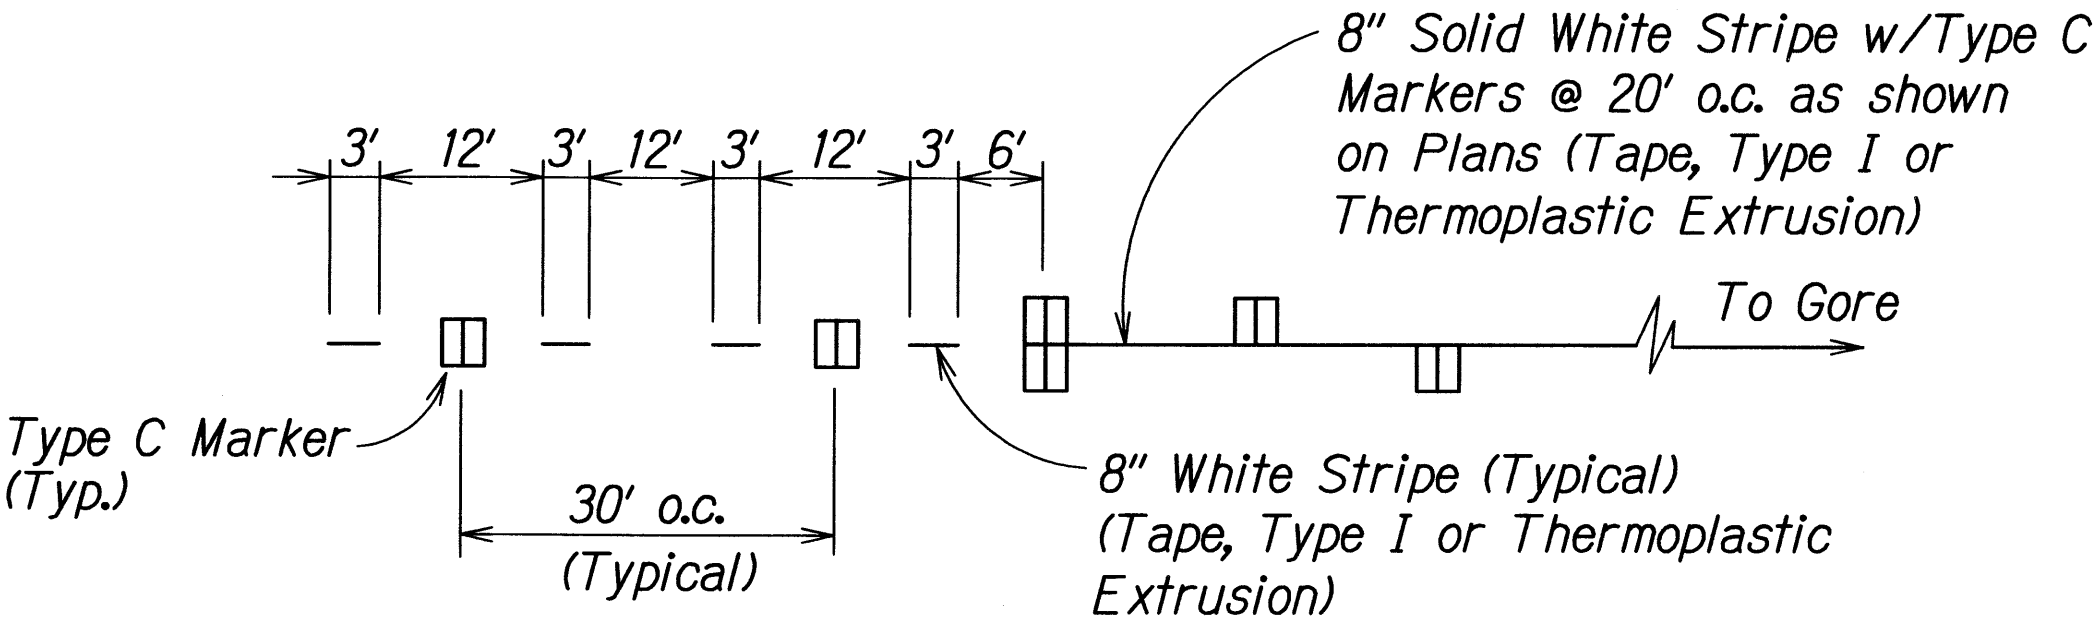 8" Solid White Stripe w/Type C
Markers @ 20' o.c. as shown
on Plans (Tape, Type I or
Thermoplastic Extrusion)
3' 12' 3' 12' 3' 12' 3' 6'
To Gore
Type C Marker
(Typ.)
30' o.c.
(Typical)
8" White Stripe (Typical)
(Tape, Type I or Thermoplastic
Extrusion)